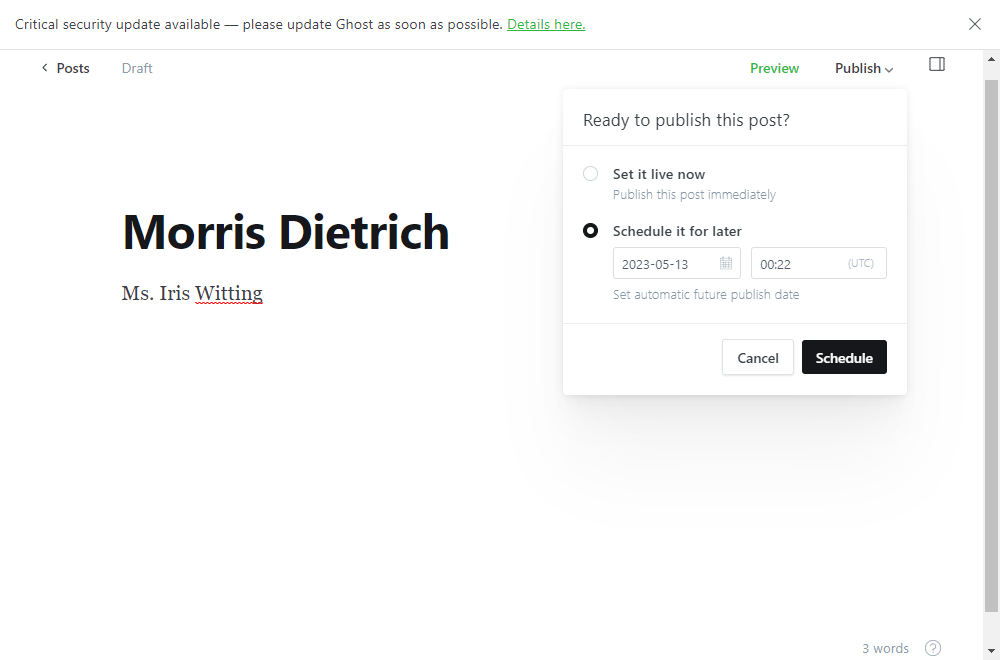 Critical security update available — please update Ghost as soon as possible. Details here.
Posts Draft Preview Publish
Ready to publish this post?
Set it live now
Publish this post immediately
Schedule it for later
2023-05-13 00:22 (UTC)
Set automatic future publish date
Cancel Schedule
Morris Dietrich
Ms. Iris Witting
3 words ?